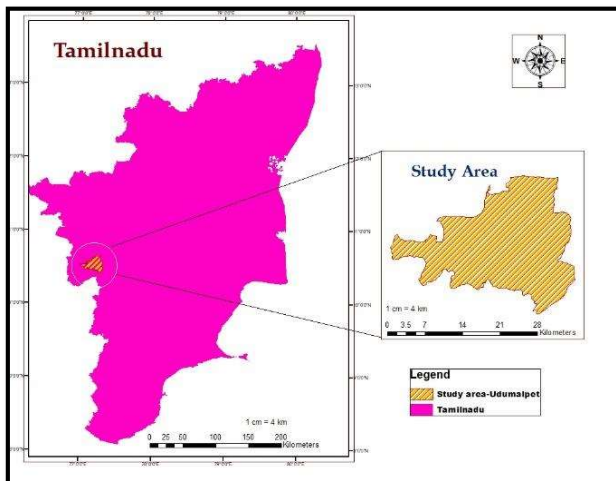 Tamilnadu
N
W E
S
Study Area
1 cm = 4 km
0 3.5 7 14 21 28
Kilometers
Legend
Study area-Udumalpet
Tamilnadu
1 cm = 4 km
0 25 50 100 150 200
Kilometers